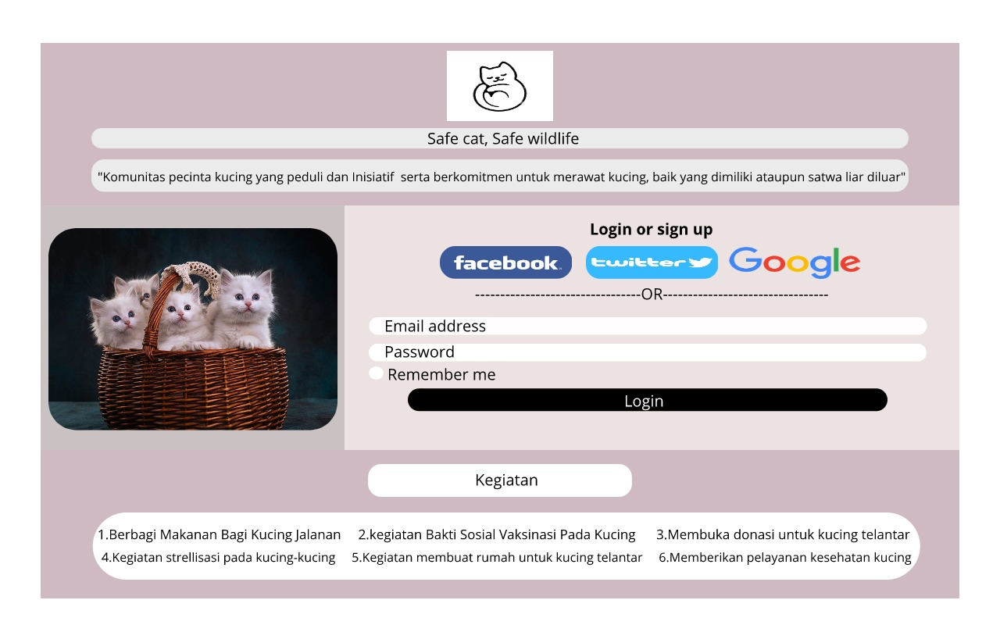 Safe cat, Safe wildlife
"Komunitas pecinta kucing yang peduli dan Inisiatif  serta berkomitmen untuk merawat kucing, baik yang dimiliki ataupun satwa liar diluar"
Login or sign up
facebook. twitter Google
---------------------------------OR---------------------------------
Email address
Password
Remember me
Login
Kegiatan
1.Berbagi Makanan Bagi Kucing Jalanan 2.kegiatan Bakti Sosial Vaksinasi Pada Kucing 3.Membuka donasi untuk kucing telantar
4.Kegiatan strellisasi pada kucing-kucing 5.Kegiatan membuat rumah untuk kucing telantar 6.Memberikan pelayanan kesehatan kucing